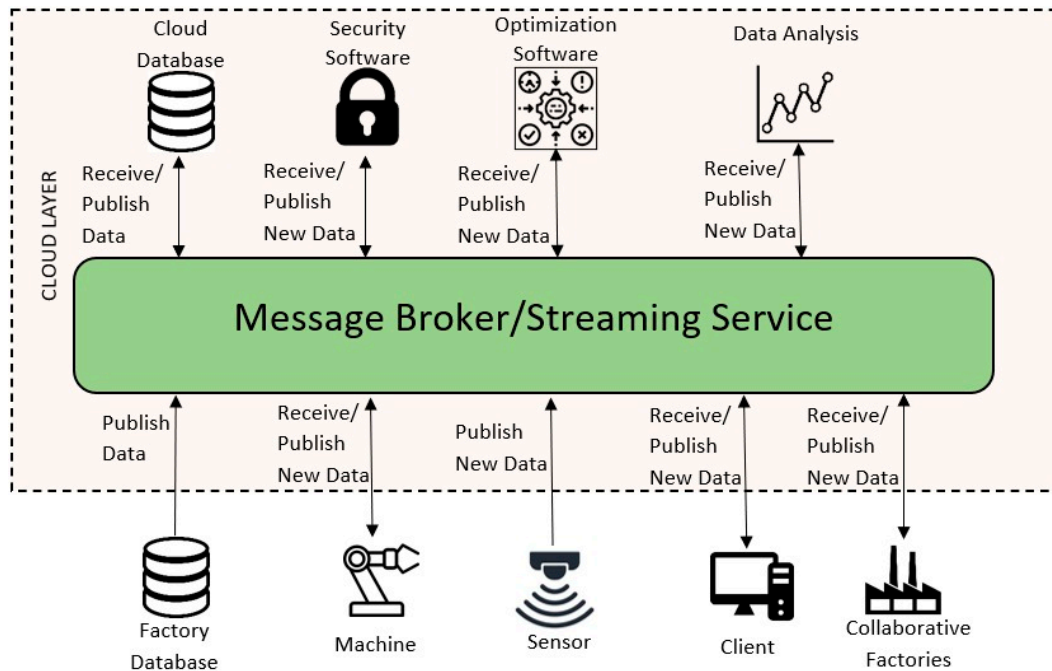 Cloud
Database
Security
Software
Optimization
Software
Data Analysis
Receive/
Publish
Data
Receive/
Publish
New Data
Receive/
Publish
New Data
Receive/
Publish
New Data
CLOUD LAYER
Message Broker/Streaming Service
Publish
Data
Receive/
Publish
New Data
Publish
New Data
Receive/
Publish
New Data
Receive/
Publish
New Data
Factory
Database
Machine
Sensor
Client
Collaborative
Factories